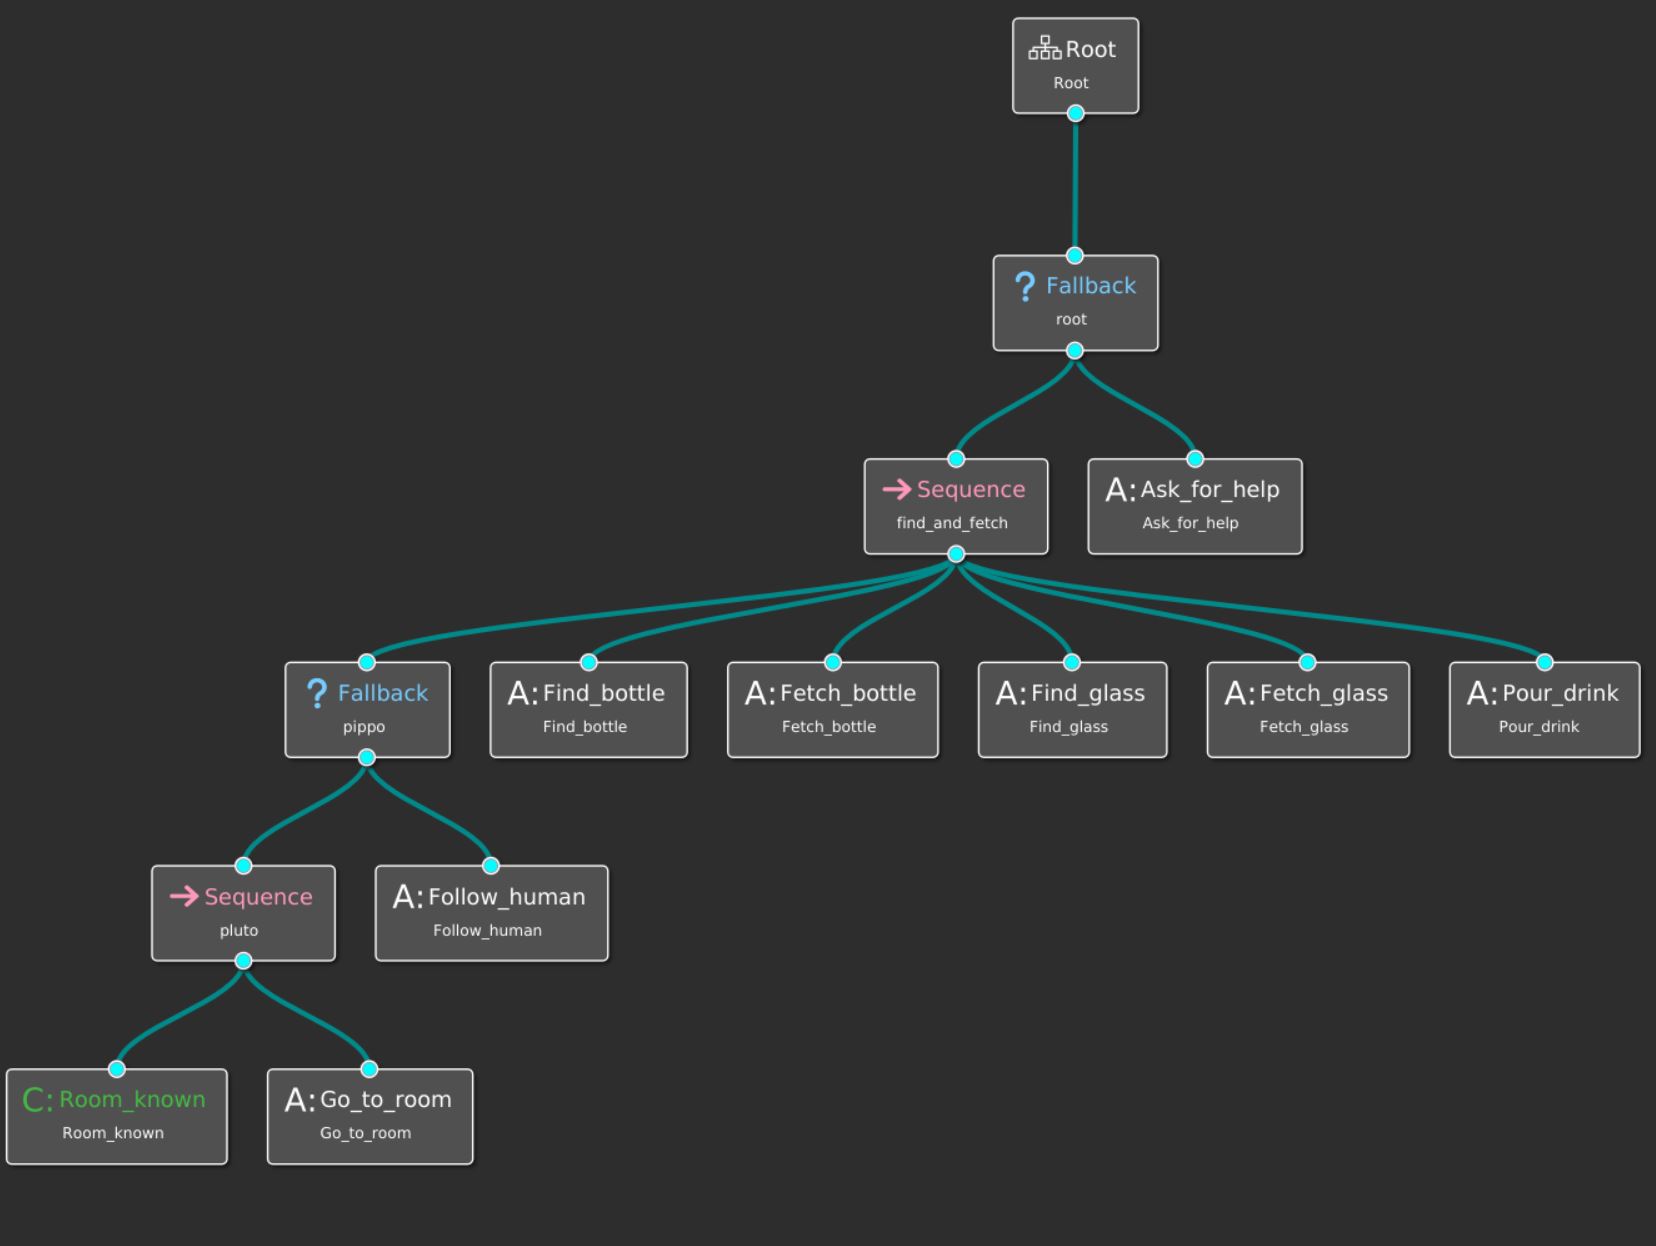 Root
Root
? Fallback
root
Sequence
find_and_fetch
A: Ask_for_help
Ask_for_help
? Fallback
pippo
A: Find_bottle
Find_bottle
A: Fetch_bottle
Fetch_bottle
A: Find_glass
Find_glass
A: Fetch_glass
Fetch_glass
A: Pour_drink
Pour_drink
Sequence
pluto
A: Follow_human
Follow_human
C: Room_known
Room_known
A: Go_to_room
Go_to_room